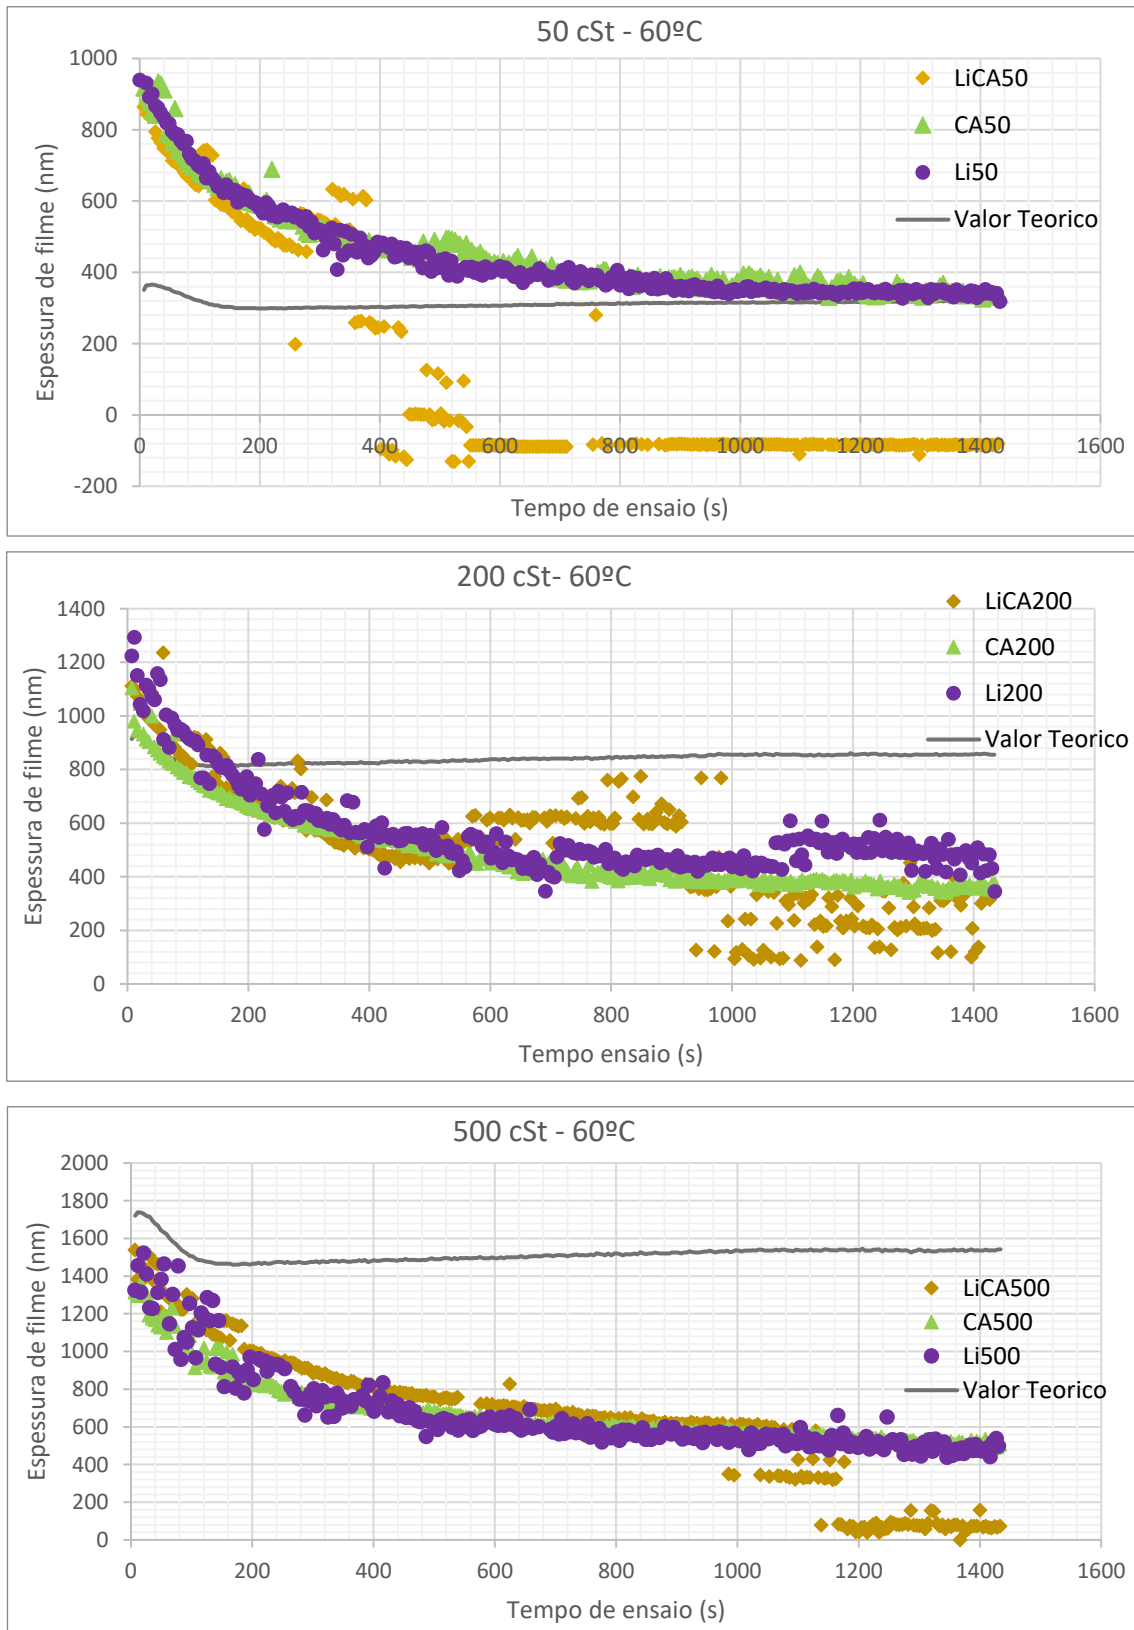 50 cSt - 60ºC
1000
800
600
400
200
0
-200
0
200
400
600
800
1000
1200
1400
1600
Espessura de filme (nm)
Tempo de ensaio (s)
LiCA50
CA50
Li50
Valor Teorico
200 cSt- 60ºC
1400
1200
1000
800
600
400
200
0
0
200
400
600
800
1000
1200
1400
1600
Espessura de filme (nm)
Tempo ensaio (s)
LiCA200
CA200
Li200
Valor Teorico
500 cSt - 60ºC
2000
1800
1600
1400
1200
1000
800
600
400
200
0
0
200
400
600
800
1000
1200
1400
1600
Espessura de filme (nm)
Tempo de ensaio (s)
LiCA500
CA500
Li500
Valor Teorico